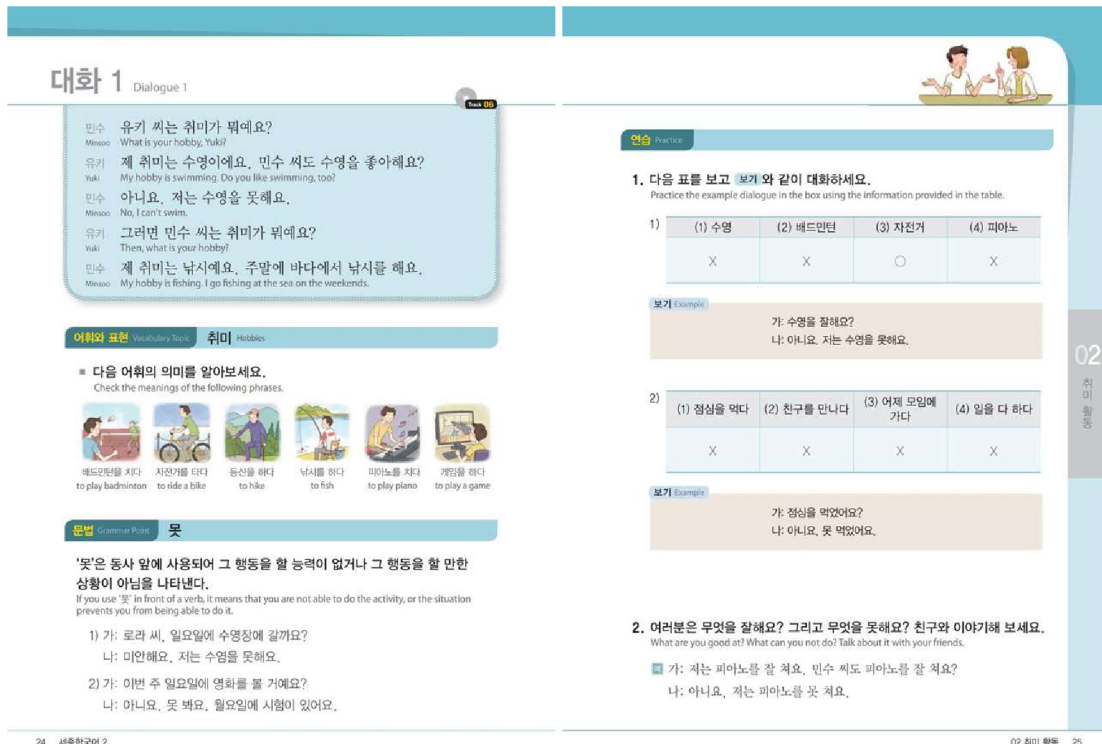 대화 1 Dialogue 1
Track 06
민수 유키 씨는 취미가 뭐예요?
Minsoo What is your hobby, Yuki?
유키 제 취미는 수영이에요. 민수 씨도 수영을 좋아해요?
Yuki My hobby is swimming. Do you like swimming, too?
민수 아니요, 저는 수영을 못해요.
Minsoo No, I can't swim.
유키 그러면 민수 씨는 취미가 뭐예요?
Yuki Then, what is your hobby?
민수 제 취미는 낚시예요. 주말에 바다에서 낚시를 해요.
Minsoo My hobby is fishing. I go fishing at the sea on the weekends.
어휘와 표현 Vocabulary Topic 취미 Hobbies
다음 어휘의 의미를 알아보세요.
Check the meanings of the following phrases.
배드민턴을 치다 자전거를 타다 등산을 하다 낚시를 하다 피아노를 치다 게임을 하다
to play badminton to ride a bike to hike to fish to play piano to play a game
문법 Grammar Point 못
'못'은 동사 앞에 사용되어 그 행동을 할 능력이 없거나 그 행동을 할 만한
상황이 아님을 나타낸다.
If you use '못' in front of a verb, it means that you are not able to do the activity, or the situation
prevents you from being able to do it.
1) 가: 로라 씨, 일요일에 수영장에 갈까요?
나: 미안해요. 저는 수영을 못해요.
2) 가: 이번 주 일요일에 영화를 볼 거예요?
나: 아니요, 못 봐요. 월요일에 시험이 있어요.
24 세종한국어 2
연습 Practice
1. 다음 표를 보고 보기 와 같이 대화하세요.
Practice the example dialogue in the box using the information provided in the table.
1) (1) 수영 (2) 배드민턴 (3) 자전거 (4) 피아노
X X ○ X
보기 Example
가: 수영을 잘해요?
나: 아니요. 저는 수영을 못해요.
2) (1) 점심을 먹다 (2) 친구를 만나다 (3) 어제 모임에 가다 (4) 일을 다 하다
X X X X
보기 Example
가: 점심을 먹었어요?
나: 아니요, 못 먹었어요.
2. 여러분은 무엇을 잘해요? 그리고 무엇을 못해요? 친구와 이야기해 보세요.
What are you good at? What can you not do? Talk about it with your friends.
예 가: 저는 피아노를 잘 쳐요. 민수 씨도 피아노를 잘 쳐요?
나: 아니요, 저는 피아노를 못 쳐요.
02
취미 활동
02 취미 활동 25